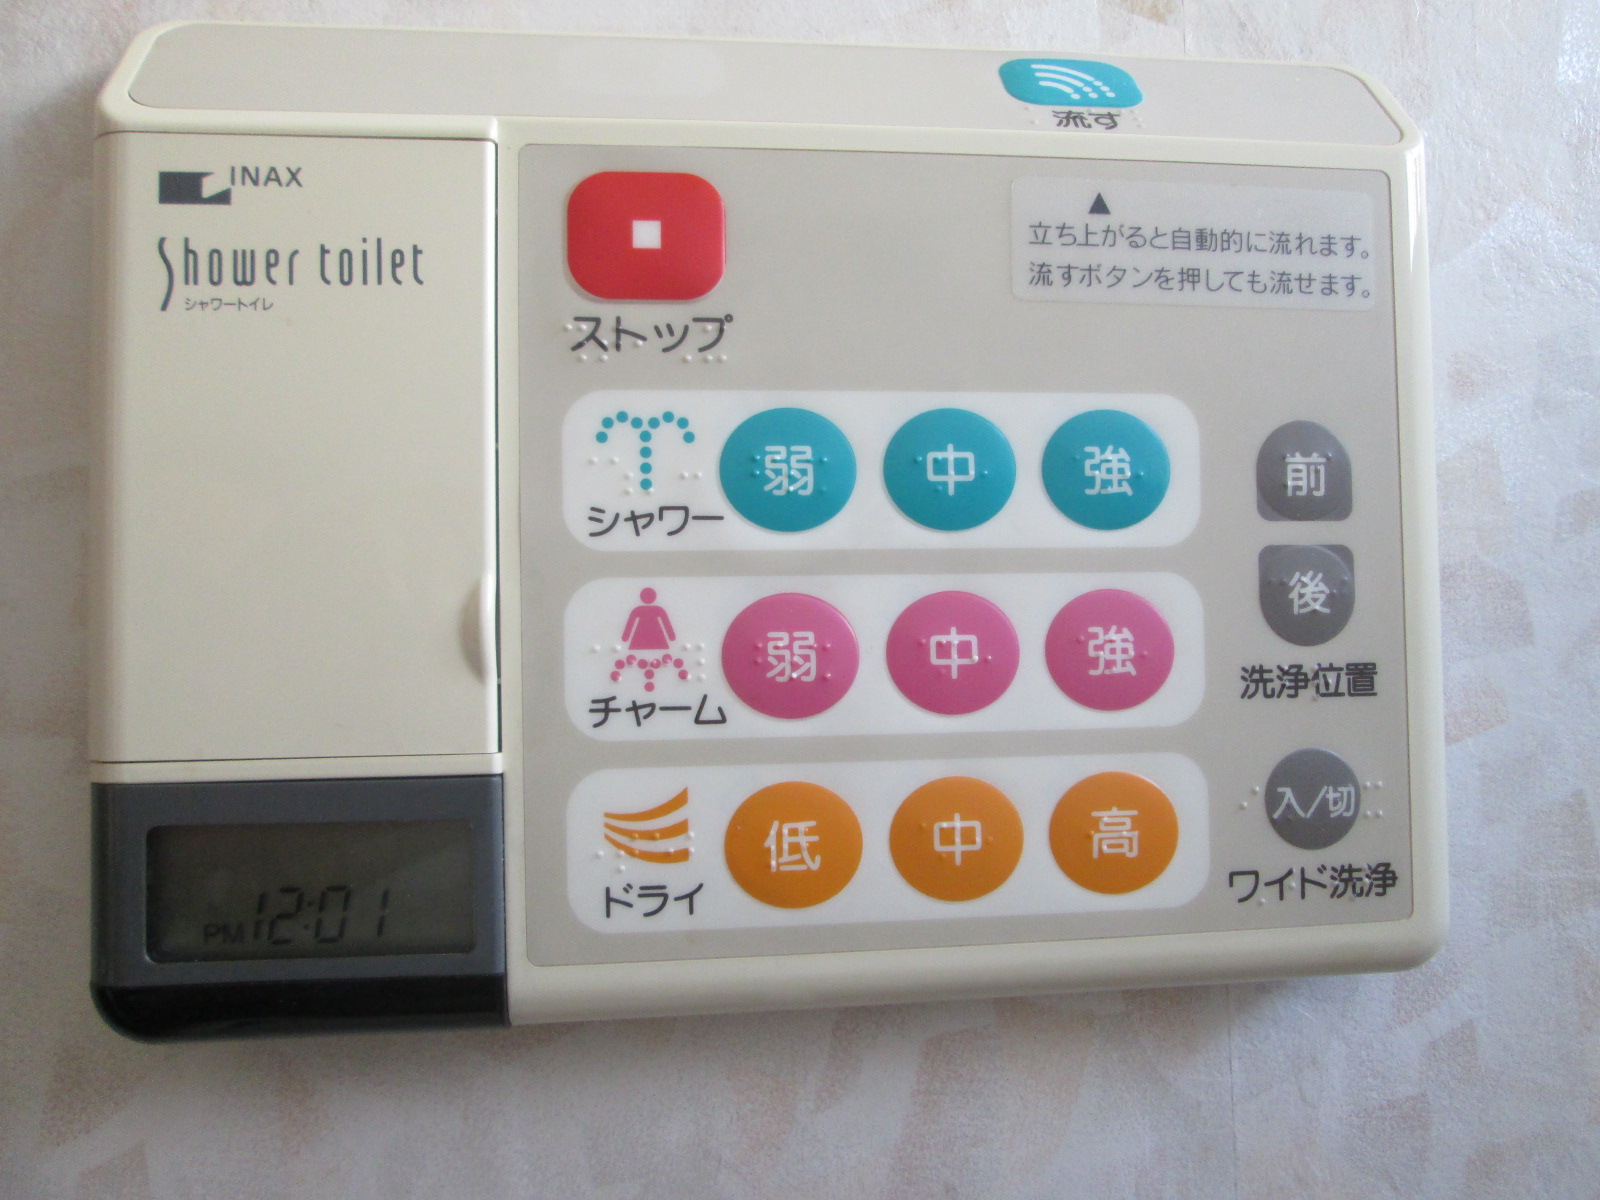 流す
INAX
Shower toilet
シャワートイレ
ストップ
▲
立ち上がると自動的に流れます。
流すボタンを押しても流せます。
シャワー 弱 中 強
前
後
洗浄位置
チャーム 弱 中 強
ドライ 低 中 高
入/切
ワイド洗浄
PM 12:01